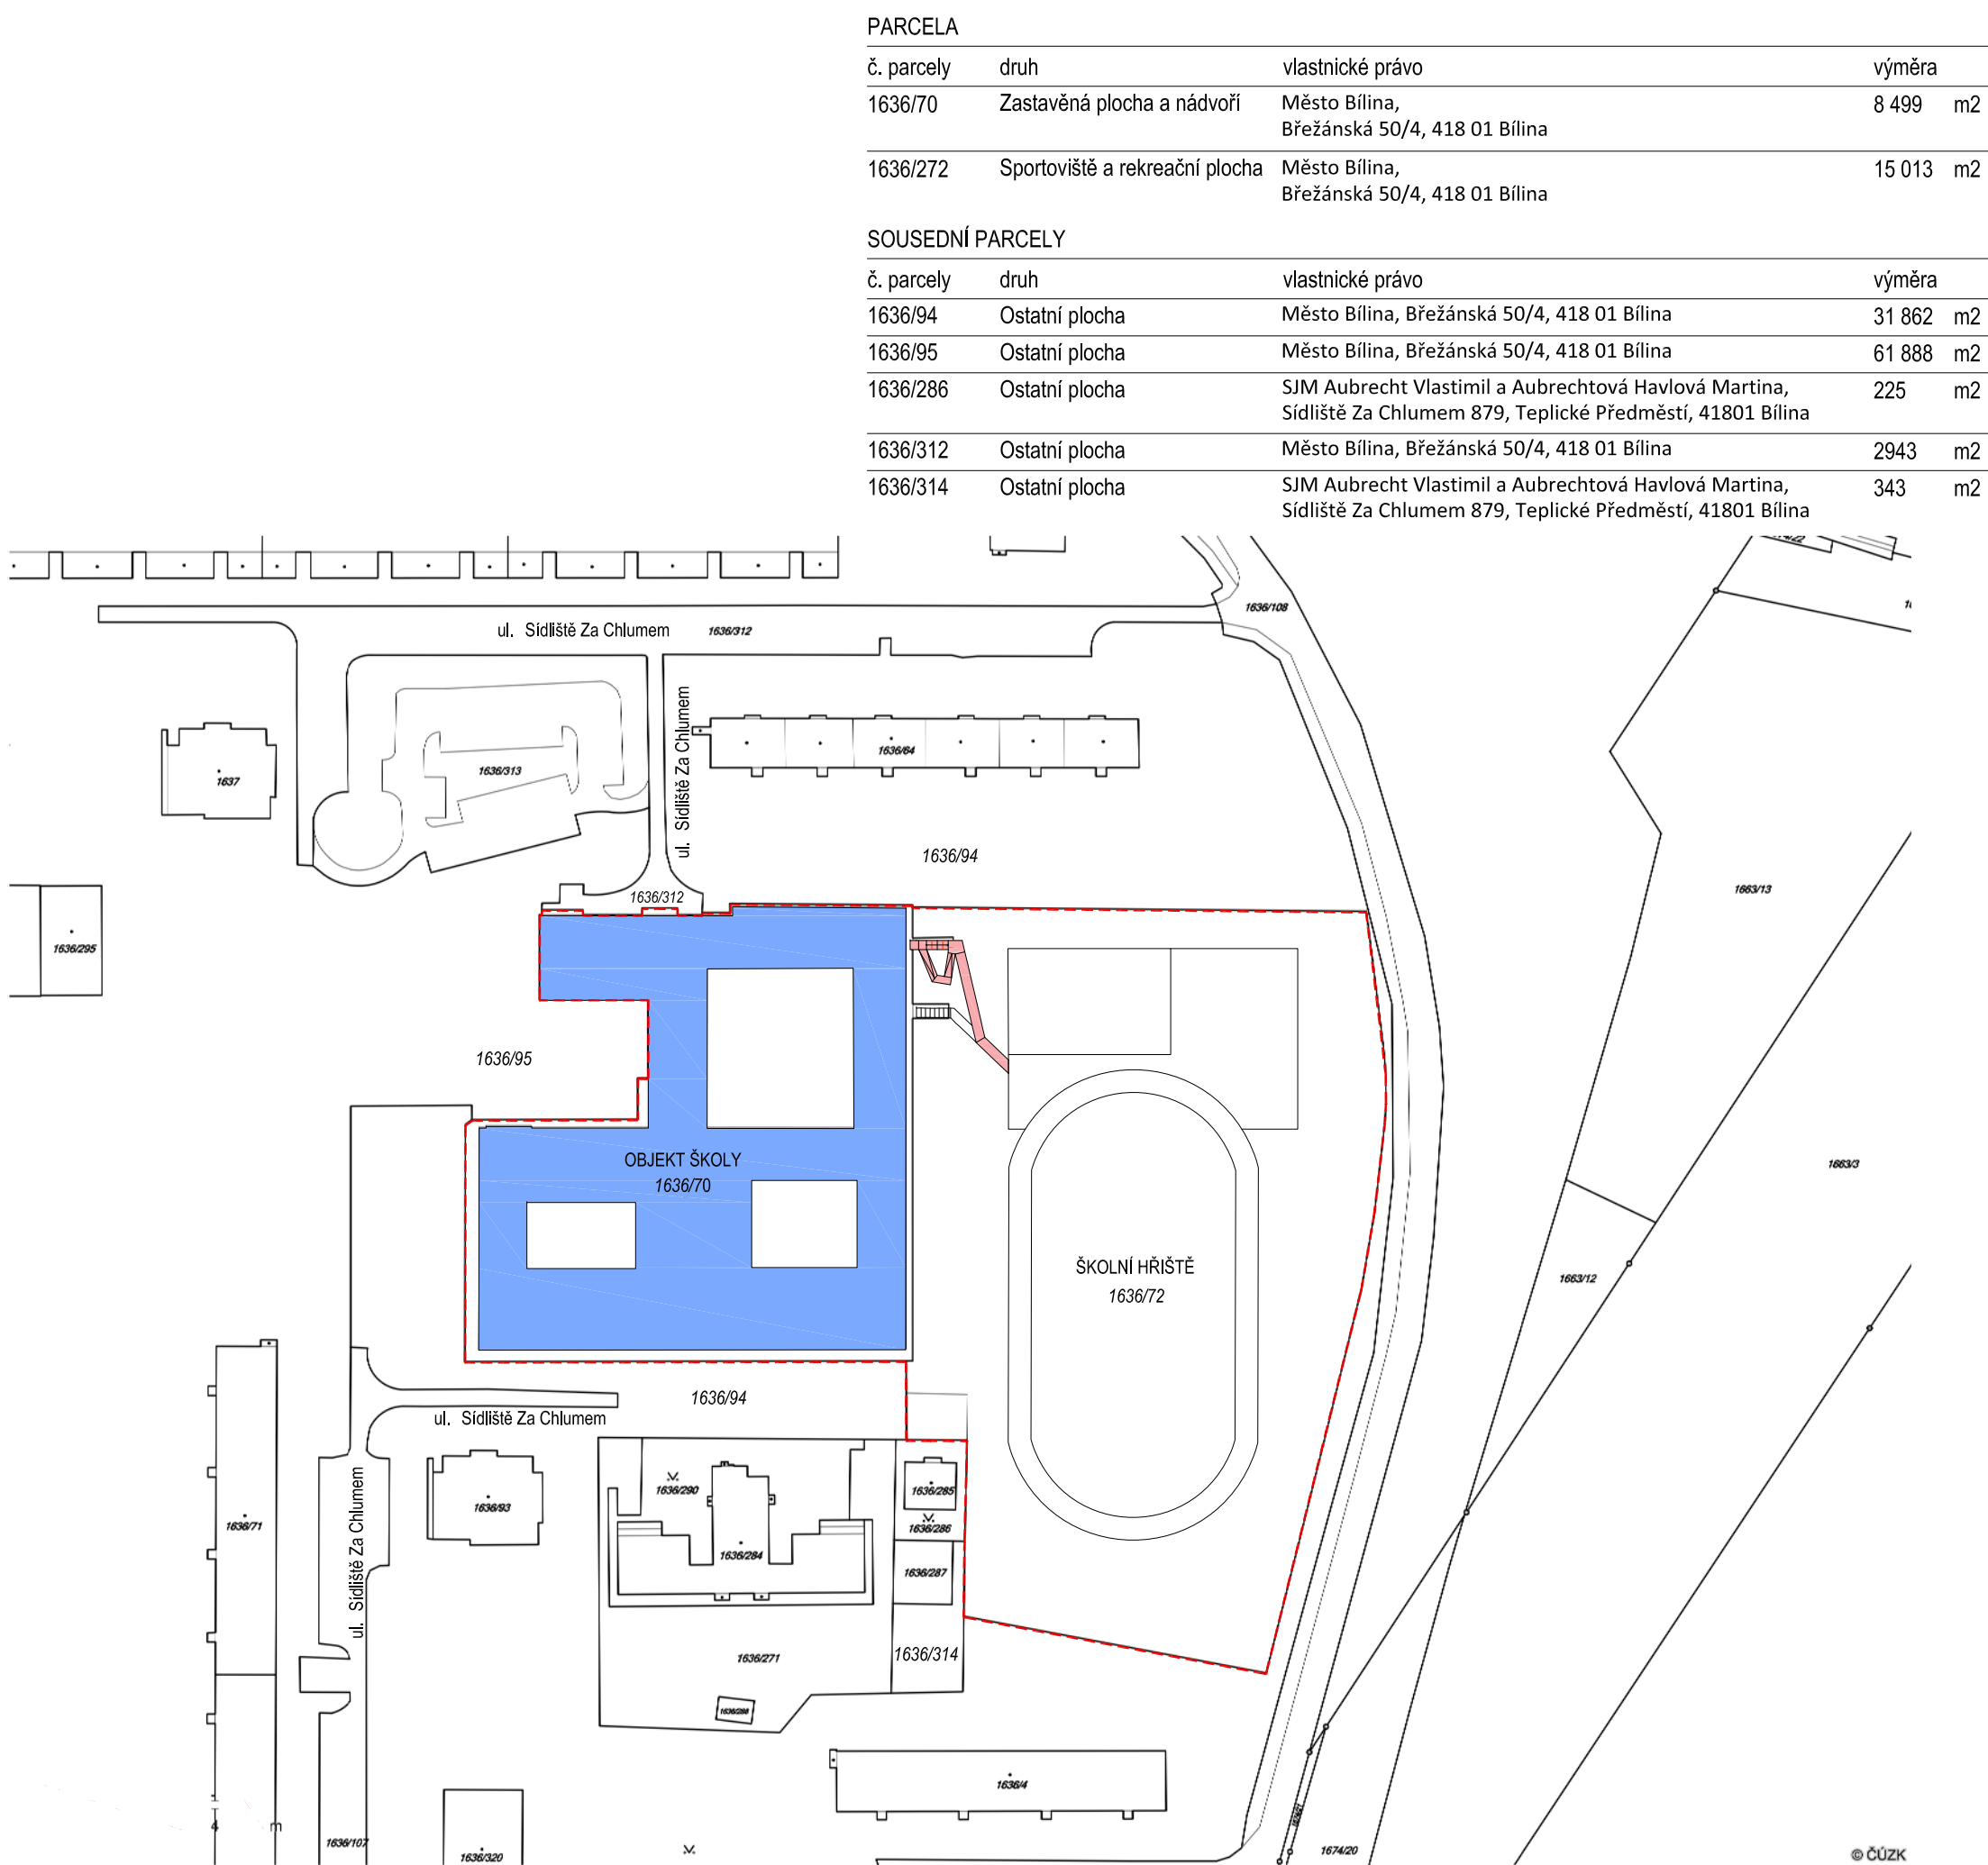 PARCELA
č. parcely druh vlastnické právo výměra
1636/70 Zastavěná plocha a nádvoří Město Bílina, 8 499 m2
Břežánská 50/4, 418 01 Bílina
1636/272 Sportoviště a rekreační plocha Město Bílina, 15 013 m2
Břežánská 50/4, 418 01 Bílina
SOUSEDNÍ PARCELY
č. parcely druh vlastnické právo výměra
1636/94 Ostatní plocha Město Bílina, Břežánská 50/4, 418 01 Bílina 31 862 m2
1636/95 Ostatní plocha Město Bílina, Břežánská 50/4, 418 01 Bílina 61 888 m2
1636/286 Ostatní plocha SJM Aubrecht Vlastimil a Aubrechtová Havlová Martina, 225 m2
Sídliště Za Chlumem 879, Teplické Předměstí, 41801 Bílina
1636/312 Ostatní plocha Město Bílina, Břežánská 50/4, 418 01 Bílina 2943 m2
1636/314 Ostatní plocha SJM Aubrecht Vlastimil a Aubrechtová Havlová Martina, 343 m2
Sídliště Za Chlumem 879, Teplické Předměstí, 41801 Bílina
1636/108
ul. Sídliště Za Chlumem
1636/312
ul. Sídliště Za Chlumem
1636/64
1636/313
1637
1636/94
1663/13
1636/312
1636/295
1636/95
OBJEKT ŠKOLY
1636/70
1663/3
ŠKOLNÍ HŘIŠTĚ
1636/72
1663/12
1636/94
ul. Sídliště Za Chlumem
1636/290
1636/285
1636/93
1636/71
1636/286
ul. Sídliště Za Chlumem
1636/284
1636/287
1636/314
1636/271
1636/288
1636/4
4 m
1636/107
1636/320
1674/20
© ČÚZK